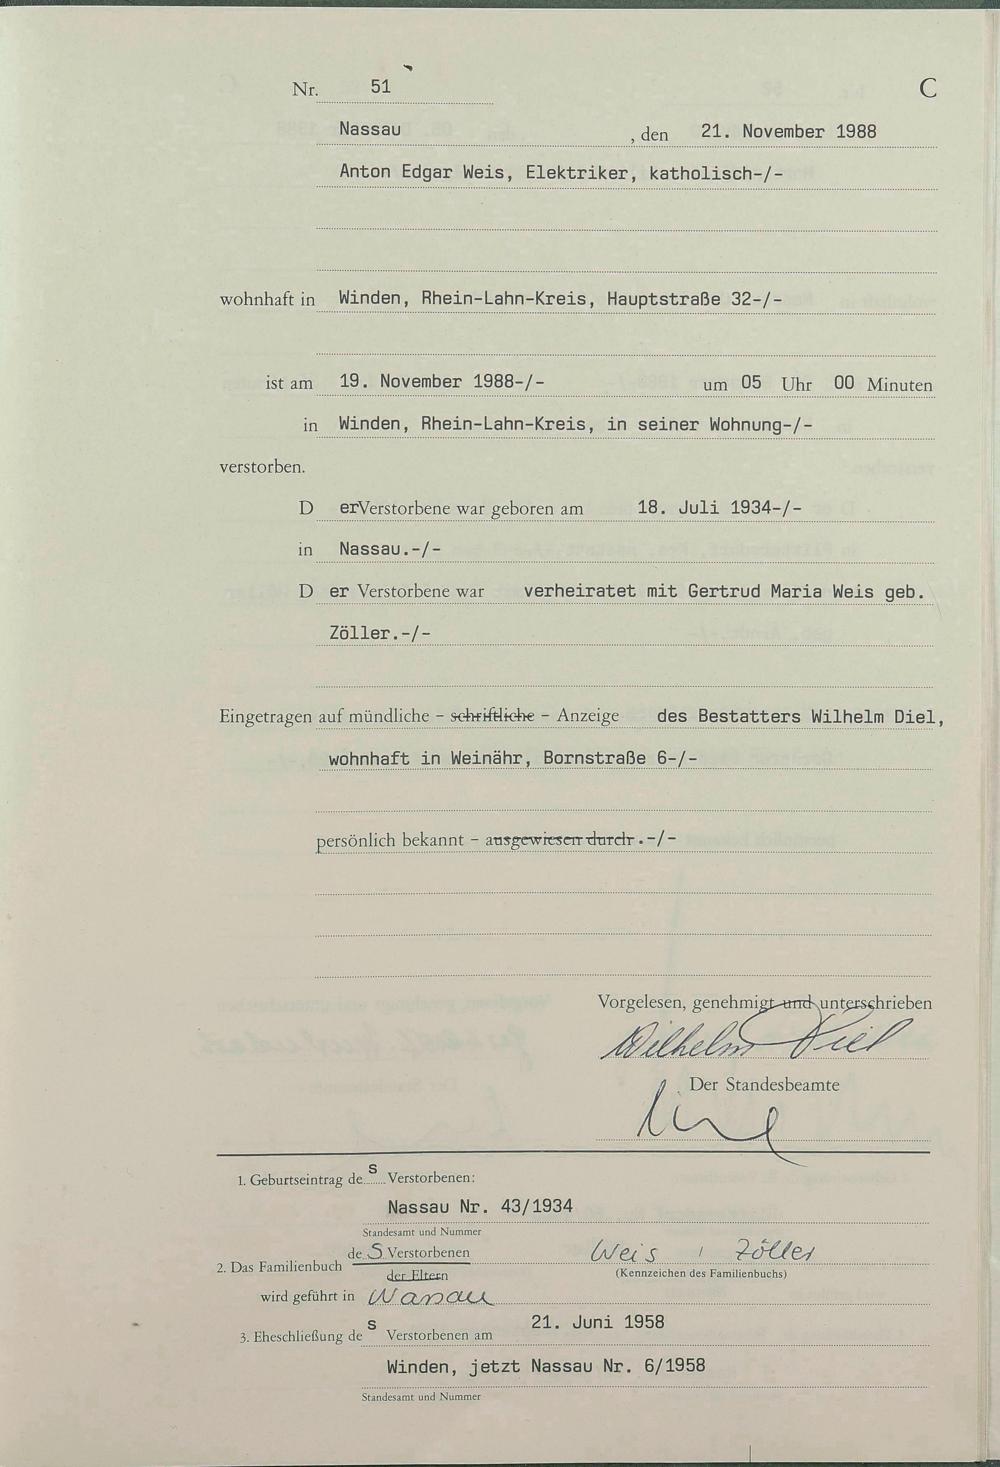 Nr. 51 C
Nassau , den 21. November 1988
Anton Edgar Weis, Elektriker, katholisch-/-
wohnhaft in Winden, Rhein-Lahn-Kreis, Hauptstraße 32-/-
ist am 19. November 1988-/- um 05 Uhr 00 Minuten
in Winden, Rhein-Lahn-Kreis, in seiner Wohnung-/-
verstorben.
D erVerstorbene war geboren am 18. Juli 1934-/-
in Nassau.-/-
D er Verstorbene war verheiratet mit Gertrud Maria Weis geb.
Zöller.-/-
Eingetragen auf mündliche - schriftliche - Anzeige des Bestatters Wilhelm Diel,
wohnhaft in Weinähr, Bornstraße 6-/-
persönlich bekannt - ausgewiesen durch .-/-
Vorgelesen, genehmigt und unterschrieben
Wilhelm Diel
Der Standesbeamte
1. Geburtseintrag des Verstorbenen:
Nassau Nr. 43/1934
Standesamt und Nummer
de S Verstorbenen Weis / Zöller
2. Das Familienbuch der Eltern (Kennzeichen des Familienbuchs)
wird geführt in Nassau
21. Juni 1958
3. Eheschließung des Verstorbenen am
Winden, jetzt Nassau Nr. 6/1958
Standesamt und Nummer